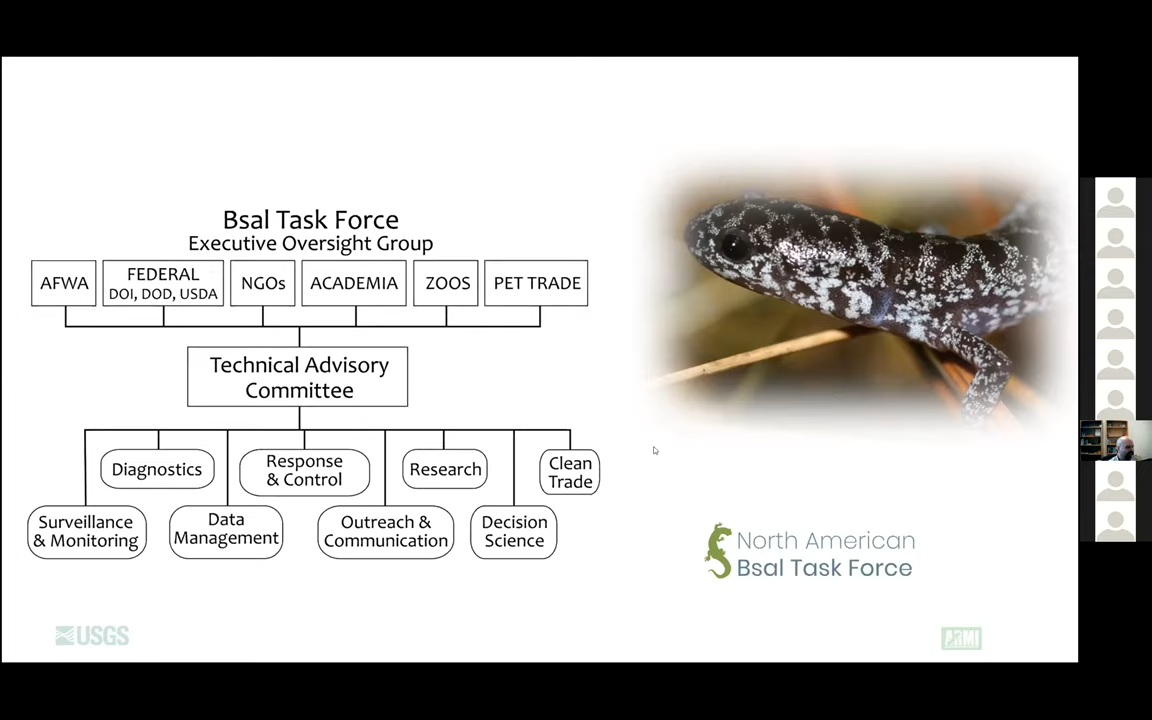 Bsal Task Force
Executive Oversight Group
AFWA
FEDERAL
DOI, DOD, USDA
NGOs
ACADEMIA
ZOOS
PET TRADE
Technical Advisory
Committee
Diagnostics
Response
& Control
Research
Clean
Trade
Surveillance
& Monitoring
Data
Management
Outreach &
Communication
Decision
Science
North American
Bsal Task Force
USGS
ARMI